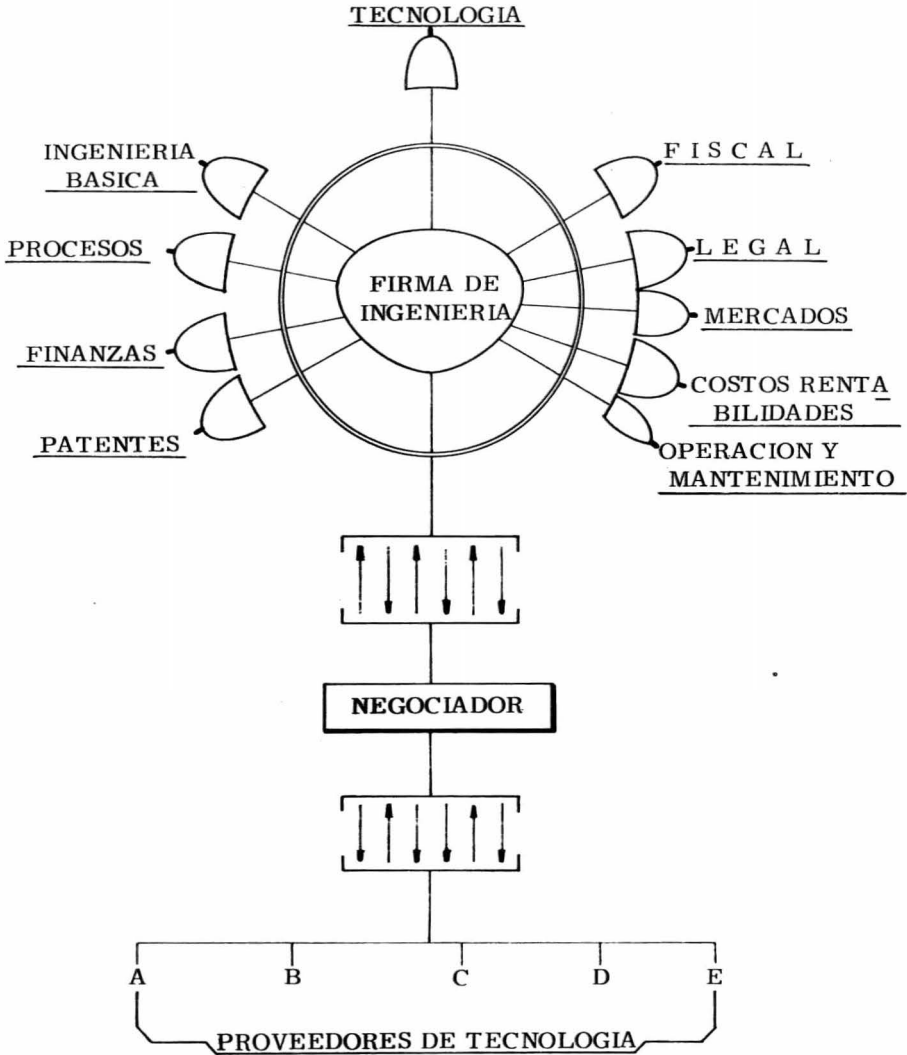 TECNOLOGIA
INGENIERIA
BASICA
PROCESOS
FINANZAS
PATENTES
FIRMA DE
INGENIERIA
FISCAL
LEGAL
MERCADOS
COSTOS RENTA
BILIDADES
OPERACION Y
MANTENIMIENTO
NEGOCIADOR
A B C D E
PROVEEDORES DE TECNOLOGIA